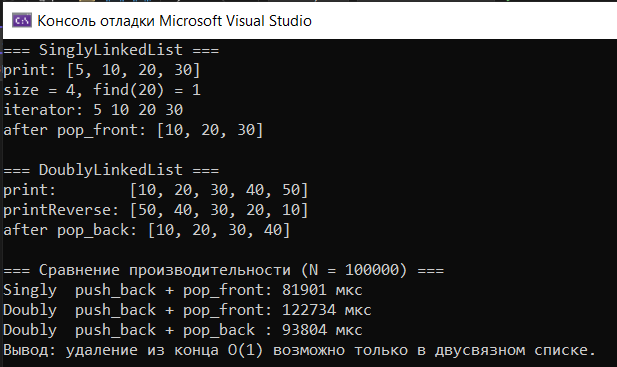 Консоль отладки Microsoft Visual Studio
=== SinglyLinkedList ===
print: [5, 10, 20, 30]
size = 4, find(20) = 1
iterator: 5 10 20 30
after pop_front: [10, 20, 30]
=== DoublyLinkedList ===
print:        [10, 20, 30, 40, 50]
printReverse: [50, 40, 30, 20, 10]
after pop_back: [10, 20, 30, 40]
=== Сравнение производительности (N = 100000) ===
Singly  push_back + pop_front: 81901 мкс
Doubly  push_back + pop_front: 122734 мкс
Doubly  push_back + pop_back : 93804 мкс
Вывод: удаление из конца O(1) возможно только в двусвязном списке.